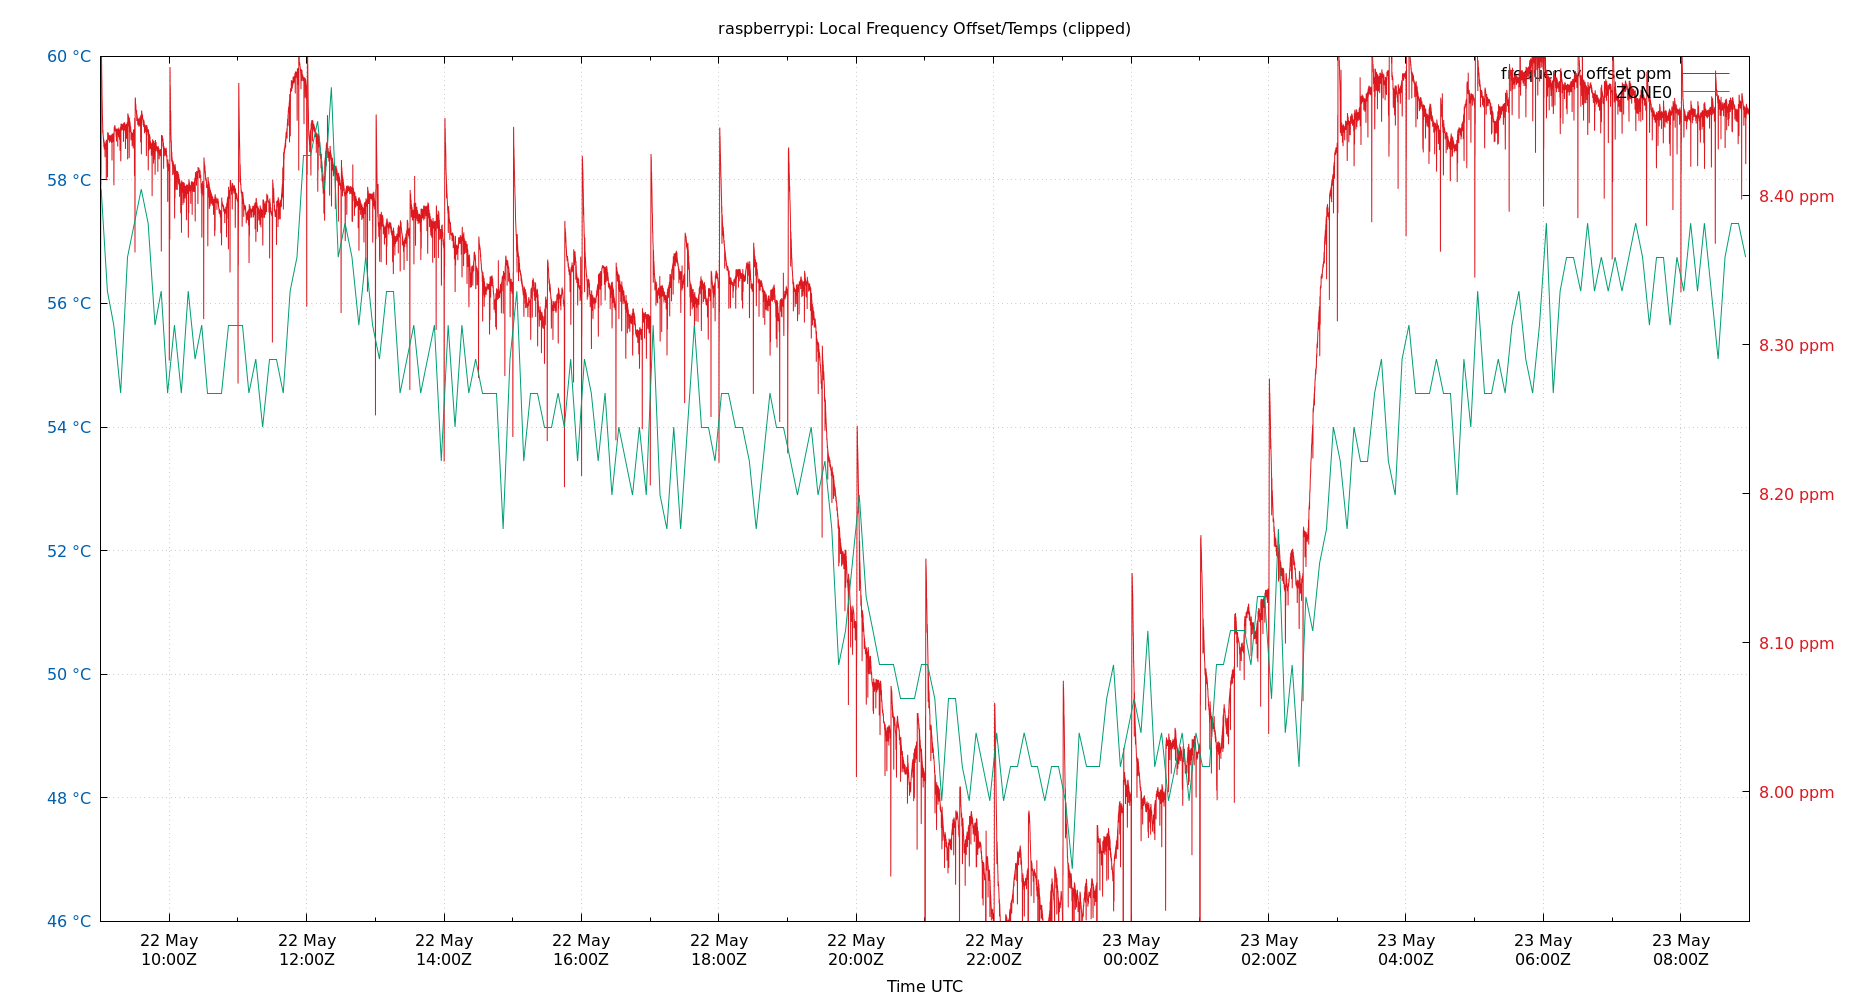 raspberrypi: Local Frequency Offset/Temps (clipped)
60 °C
58 °C
56 °C
54 °C
52 °C
50 °C
48 °C
46 °C
frequency offset ppm
ZONE0
8.40 ppm
8.30 ppm
8.20 ppm
8.10 ppm
8.00 ppm
22 May 22 May 22 May 22 May 22 May 22 May 22 May 23 May 23 May 23 May 23 May 23 May
10:00Z 12:00Z 14:00Z 16:00Z 18:00Z 20:00Z 22:00Z 00:00Z 02:00Z 04:00Z 06:00Z 08:00Z
Time UTC